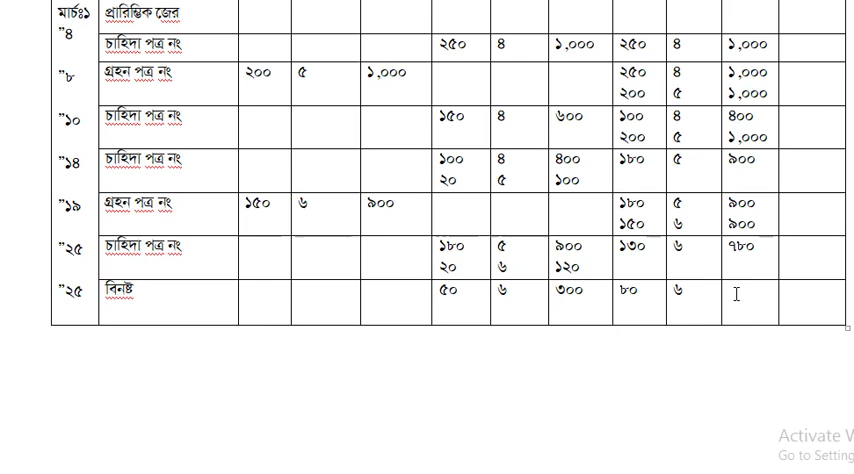 মার্চঃ১ প্রারিম্ভিক জের
”৪ চাহিদা পত্র নং ২৫০ ৪ ১,০০০ ২৫০ ৪ ১,০০০
”৮ গ্রহন পত্র নং ২০০ ৫ ১,০০০ ২৫০ ৪ ১,০০০
২০০ ৫ ১,০০০
”১০ চাহিদা পত্র নং ১৫০ ৪ ৬০০ ১০০ ৪ ৪০০
২০০ ৫ ১,০০০
”১৪ চাহিদা পত্র নং ১০০ ৪ ৪০০ ১৮০ ৫ ৯০০
২০ ৫ ১০০
”১৯ গ্রহন পত্র নং ১৫০ ৬ ৯০০ ১৮০ ৫ ৯০০
১৫০ ৬ ৯০০
”২৫ চাহিদা পত্র নং ১৮০ ৫ ৯০০ ১৩০ ৬ ৭৮০
২০ ৬ ১২০
”২৫ বিনষ্ট ৫০ ৬ ৩০০ ৮০ ৬
Activate W
Go to Setting